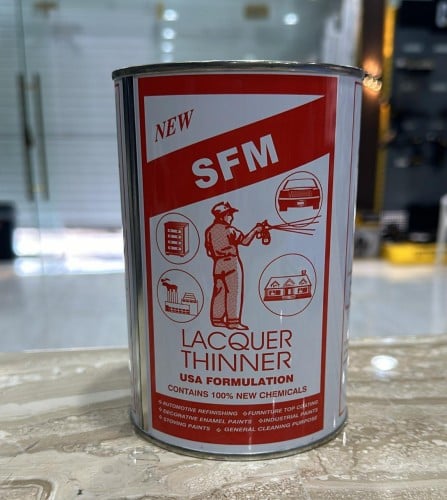 NEW
SFM
LACQUER
THINNER
USA FORMULATION
CONTAINS 100% NEW CHEMICALS
AUTOMOTIVE REFINISHING FURNITURE TOP COATING
DECORATIVE ENAMEL PAINTS INDUSTRIAL PAINTS
STOVING PAINTS GENERAL CLEANING PURPOSE